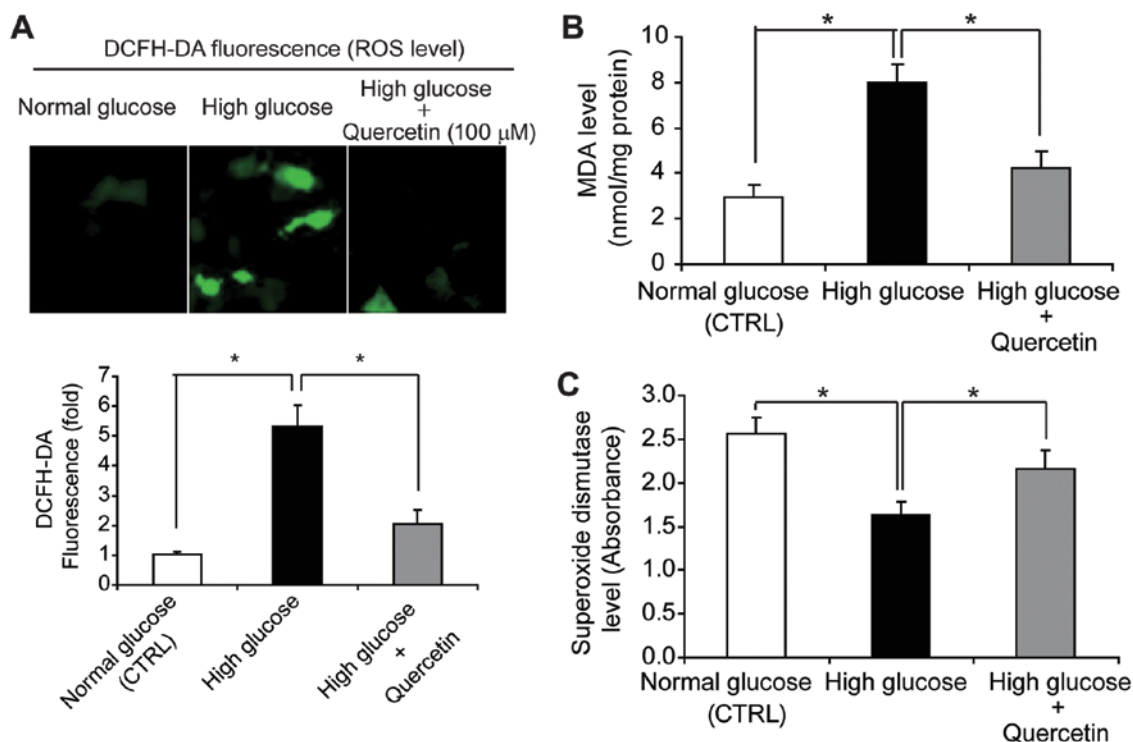 A
DCFH-DA fluorescence (ROS level)
Normal glucose
High glucose
High glucose
+
Quercetin (100 μM)
*
*
7
6
5
4
3
2
1
0
DCFH-DA
Fluorescence (fold)
Normal glucose
(CTRL)
High glucose
High glucose
+
Quercetin
B
*
*
10
8
6
4
2
0
MDA level
(nmol/mg protein)
Normal glucose
(CTRL)
High glucose
High glucose
+
Quercetin
C
*
*
3.0
2.5
2.0
1.5
1.0
0.5
0.0
Superoxide dismutase
level (Absorbance)
Normal glucose
(CTRL)
High glucose
High glucose
+
Quercetin